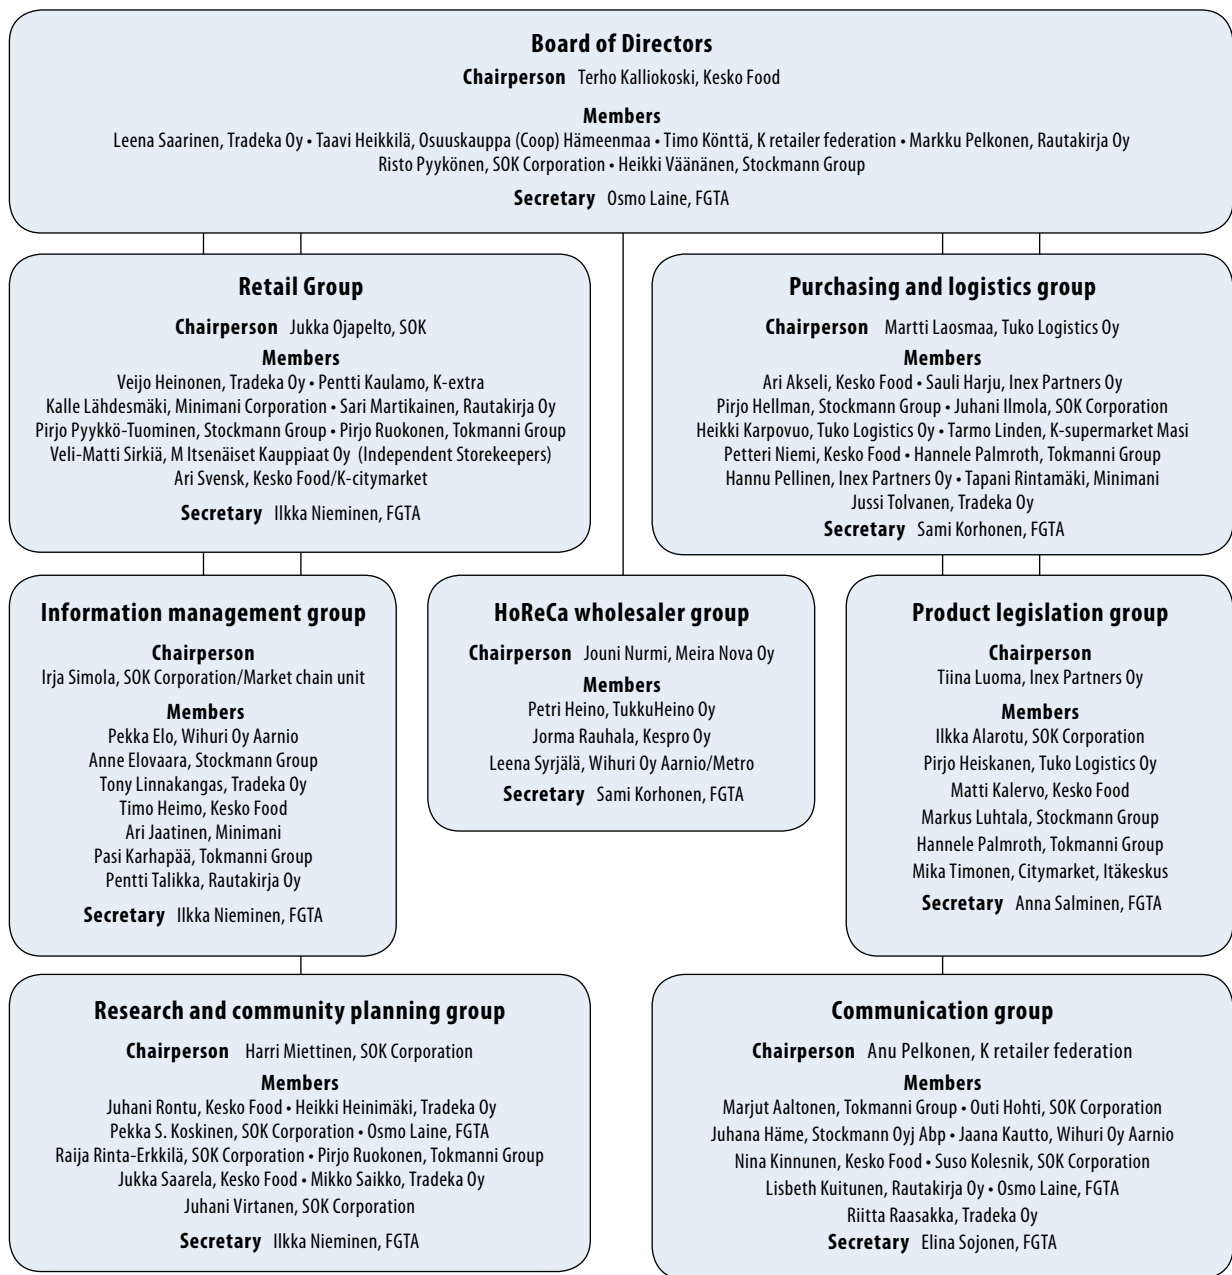 Board of Directors
Chairperson Terho Kalliokoski, Kesko Food
Members
Leena Saarinen, Tradeka Oy • Taavi Heikkilä, Osuuskauppa (Coop) Hämeenmaa • Timo Könttä, K retailer federation • Markku Pelkonen, Rautakirja Oy
Risto Pyykönen, SOK Corporation • Heikki Väänänen, Stockmann Group
Secretary Osmo Laine, FGTA
Retail Group
Chairperson Jukka Ojapelto, SOK
Members
Veijo Heinonen, Tradeka Oy • Pentti Kaulamo, K-extra
Kalle Lähdesmäki, Minimani Corporation • Sari Martikainen, Rautakirja Oy
Pirjo Pyykkö-Tuominen, Stockmann Group • Pirjo Ruokonen, Tokmanni Group
Veli-Matti Sirkiä, M Itsenäiset Kauppiaat Oy (Independent Storekeepers)
Ari Svensk, Kesko Food/K-citymarket
Secretary Ilkka Nieminen, FGTA
Purchasing and logistics group
Chairperson Martti Laosmaa, Tuko Logistics Oy
Members
Ari Akseli, Kesko Food • Sauli Harju, Inex Partners Oy
Pirjo Hellman, Stockmann Group • Juhani Ilmola, SOK Corporation
Heikki Karpovuo, Tuko Logistics Oy • Tarmo Linden, K-supermarket Masi
Petteri Niemi, Kesko Food • Hannele Palmroth, Tokmanni Group
Hannu Pellinen, Inex Partners Oy • Tapani Rintamäki, Minimani
Jussi Tolvanen, Tradeka Oy
Secretary Sami Korhonen, FGTA
Information management group
Chairperson
Irja Simola, SOK Corporation/Market chain unit
Members
Pekka Elo, Wihuri Oy Aarnio
Anne Elovaara, Stockmann Group
Tony Linnakangas, Tradeka Oy
Timo Heimo, Kesko Food
Ari Jaatinen, Minimani
Pasi Karhapää, Tokmanni Group
Pentti Talikka, Rautakirja Oy
Secretary Ilkka Nieminen, FGTA
HoReCa wholesaler group
Chairperson Jouni Nurmi, Meira Nova Oy
Members
Petri Heino, TukkuHeino Oy
Jorma Rauhala, Kespro Oy
Leena Syrjälä, Wihuri Oy Aarnio/Metro
Secretary Sami Korhonen, FGTA
Product legislation group
Chairperson
Tiina Luoma, Inex Partners Oy
Members
Ilkka Alarotu, SOK Corporation
Pirjo Heiskanen, Tuko Logistics Oy
Matti Kalervo, Kesko Food
Markus Luhtala, Stockmann Group
Hannele Palmroth, Tokmanni Group
Mika Timonen, Citymarket, Itäkeskus
Secretary Anna Salminen, FGTA
Research and community planning group
Chairperson Harri Miettinen, SOK Corporation
Members
Juhani Rontu, Kesko Food • Heikki Heinimäki, Tradeka Oy
Pekka S. Koskinen, SOK Corporation • Osmo Laine, FGTA
Raija Rinta-Erkkilä, SOK Corporation • Pirjo Ruokonen, Tokmanni Group
Jukka Saarela, Kesko Food • Mikko Saikko, Tradeka Oy
Juhani Virtanen, SOK Corporation
Secretary Ilkka Nieminen, FGTA
Communication group
Chairperson Anu Pelkonen, K retailer federation
Members
Marjut Aaltonen, Tokmanni Group • Outi Hohti, SOK Corporation
Juhana Häme, Stockmann Oyj Abp • Jaana Kautto, Wihuri Oy Aarnio
Nina Kinnunen, Kesko Food • Suso Kolesnik, SOK Corporation
Lisbeth Kuitunen, Rautakirja Oy • Osmo Laine, FGTA
Riitta Raasakka, Tradeka Oy
Secretary Elina Sojonen, FGTA